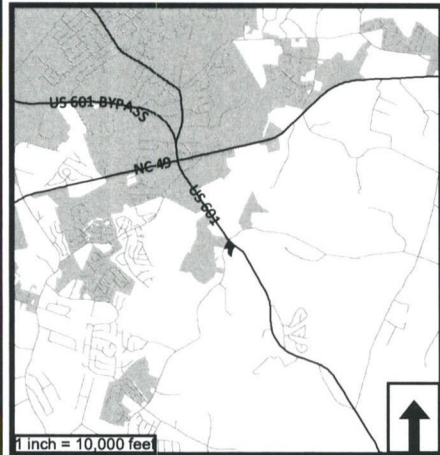 US 601 BYPASS
NC 49
US 601
1 inch = 10,000 feet